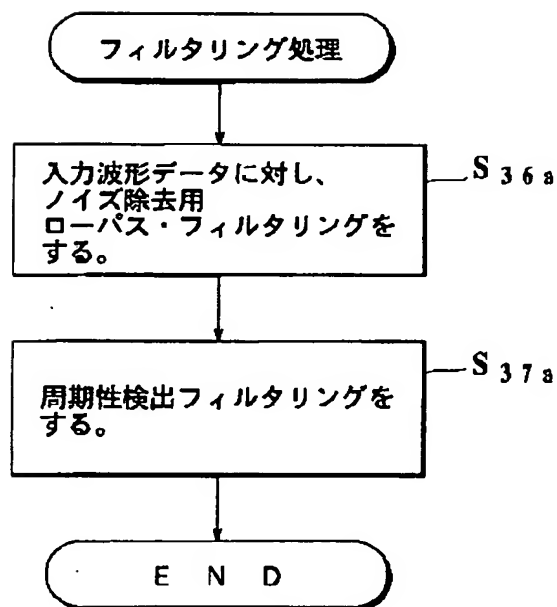 フィルタリング処理
入力波形データに対し、
ノイズ除去用
ローパス・フィルタリングを
する。
S36a
周期性検出フィルタリングを
する。
S37a
E N D